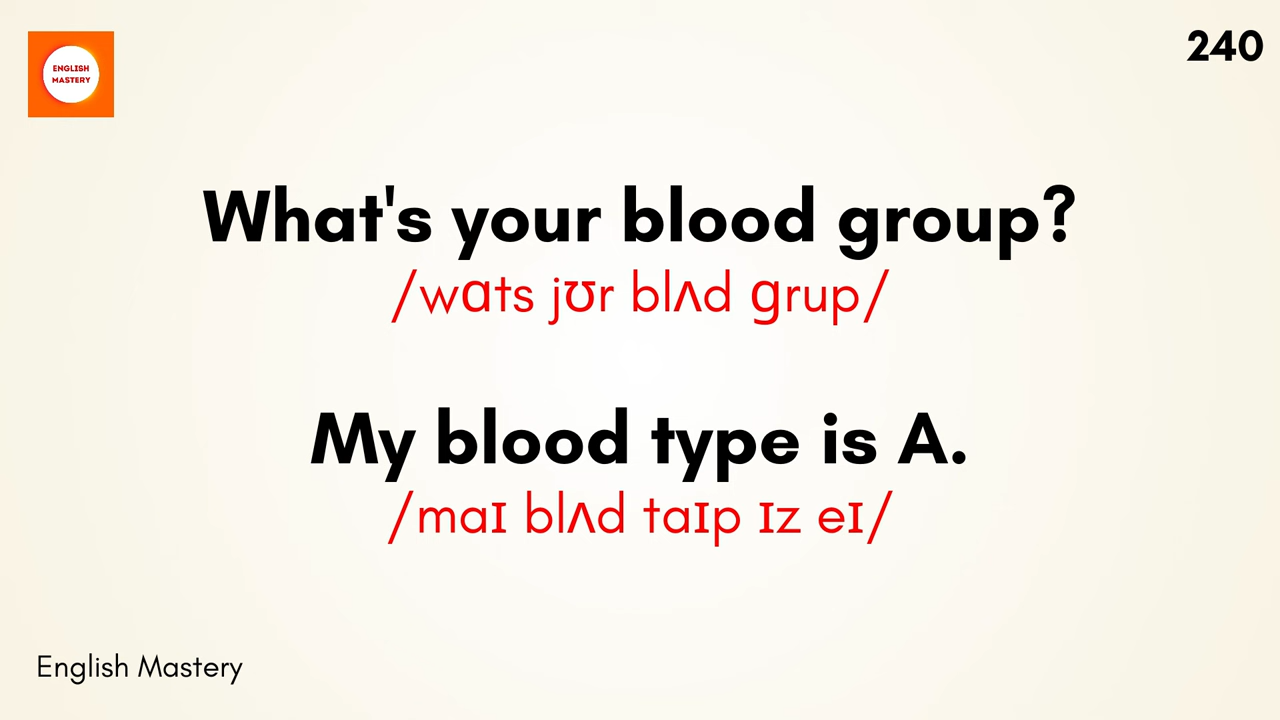 ENGLISH
MASTERY
240
What's your blood group?
/wɑts jʊr blʌd ɡrup/
My blood type is A.
/maɪ blʌd taɪp ɪz eɪ/
English Mastery